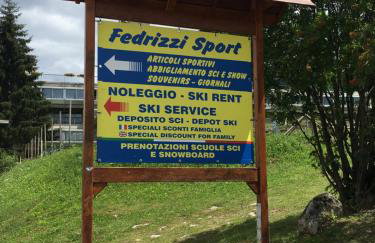 Fedrizzi Sport
ARTICOLI SPORTIVI
ABBIGLIAMENTO SCI E SNOW
SOUVENIRS - GIORNALI
NOLEGGIO - SKI RENT
SKI SERVICE
DEPOSITO SCI - DEPOT SKI
SPECIALI SCONTI FAMIGLIA
SPECIAL DISCOUNT FOR FAMILY
PRENOTAZIONI SCUOLE SCI
E SNOWBOARD